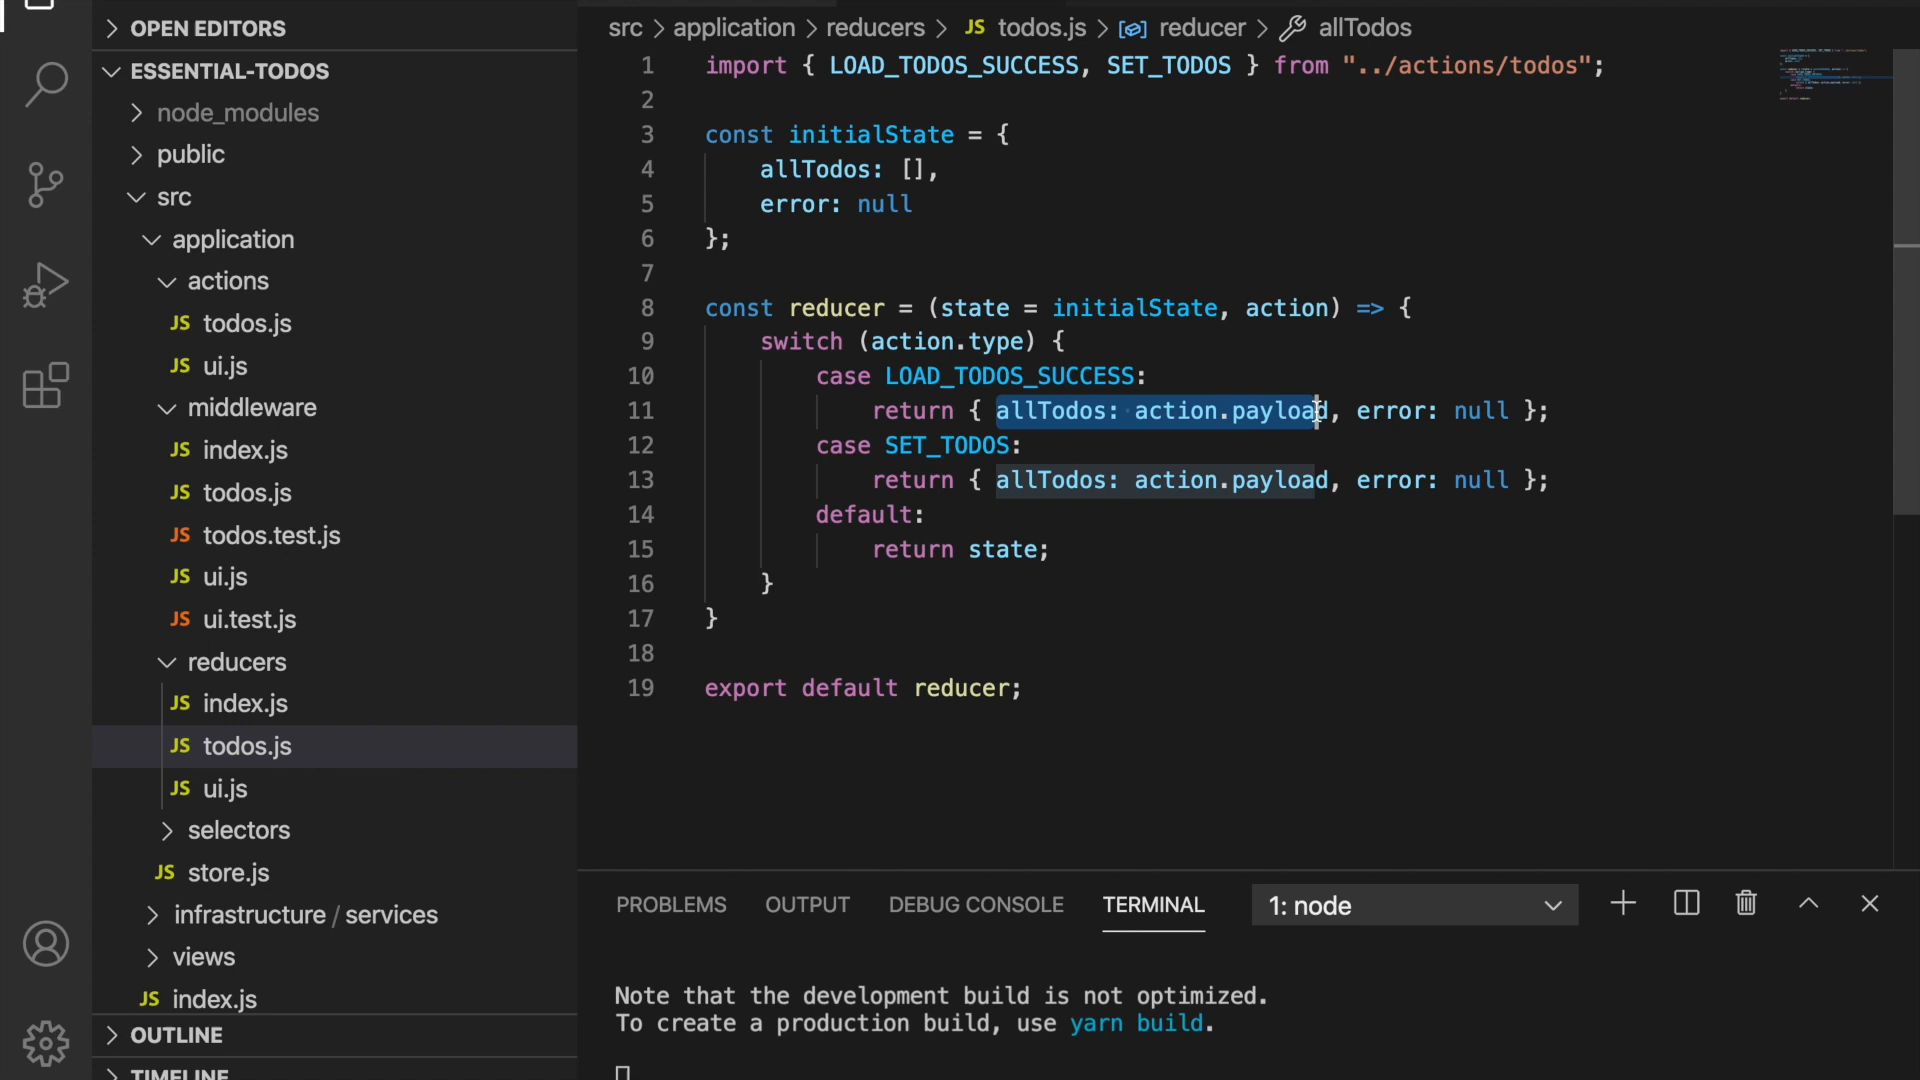 OPEN EDITORS
ESSENTIAL-TODOS
node_modules
public
src
application
actions
JS todos.js
JS ui.js
middleware
JS index.js
JS todos.js
JS todos.test.js
JS ui.js
JS ui.test.js
reducers
JS index.js
JS todos.js
JS ui.js
selectors
JS store.js
infrastructure / services
views
JS index.js
OUTLINE
TIMELINE
src > application > reducers > JS todos.js > reducer > allTodos
1 import { LOAD_TODOS_SUCCESS, SET_TODOS } from "../actions/todos";
2
3 const initialState = {
4 allTodos: [],
5 error: null
6 };
7
8 const reducer = (state = initialState, action) => {
9 switch (action.type) {
10 case LOAD_TODOS_SUCCESS:
11 return { allTodos: action.payload, error: null };
12 case SET_TODOS:
13 return { allTodos: action.payload, error: null };
14 default:
15 return state;
16 }
17 }
18
19 export default reducer;
PROBLEMS OUTPUT DEBUG CONSOLE TERMINAL 1: node
Note that the development build is not optimized.
To create a production build, use yarn build.